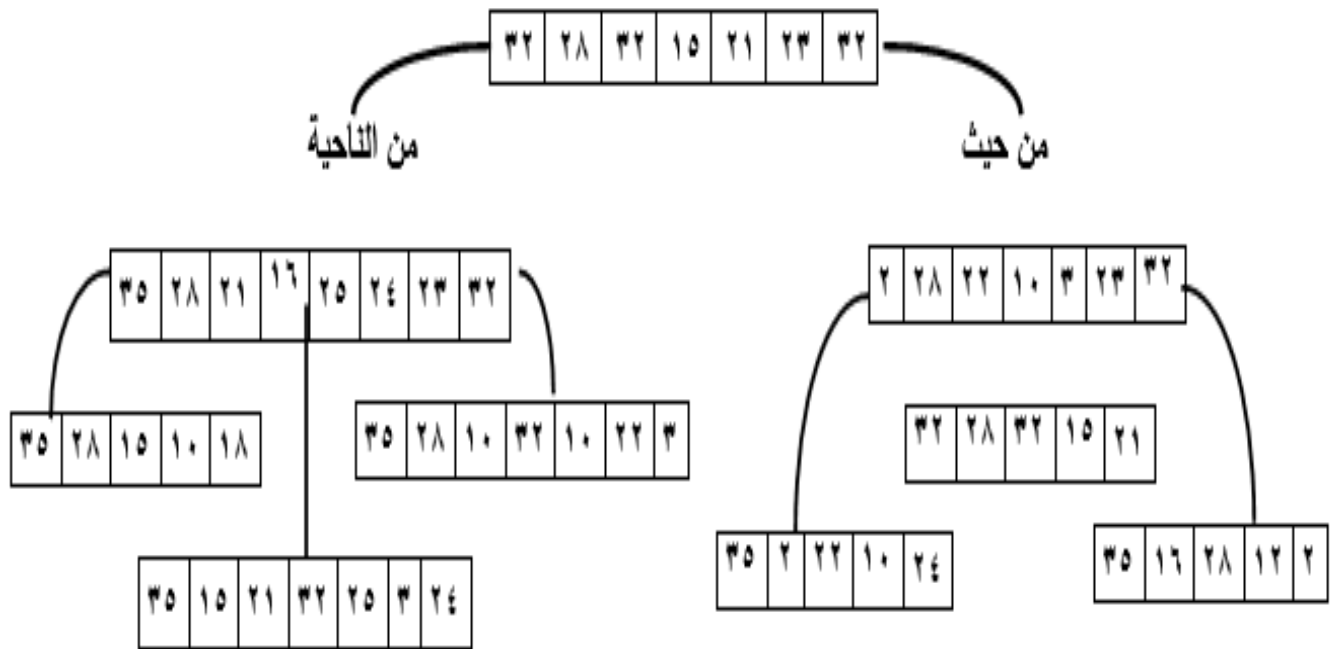 ٣٢ ٢٣ ٢١ ١٥ ٣٢ ٢٨ ٣٢
من حيث
من الناحية
٣٢ ٢٣ ٣ ١٠ ٢٢ ٢٨ ٢
٣٢ ٢٣ ٢٤ ٢٥ ١٦ ٢١ ٢٨ ٣٥
٢١ ١٥ ٣٢ ٢٨ ٣٢
٣ ٢٢ ١٠ ٣٢ ١٠ ٢٨ ٣٥
١٨ ١٠ ١٥ ٢٨ ٣٥
٢ ١٢ ٢٨ ١٦ ٣٥
٢٤ ١٠ ٢٢ ٢ ٣٥
٢٤ ٣ ٢٥ ٣٢ ٢١ ١٥ ٣٥